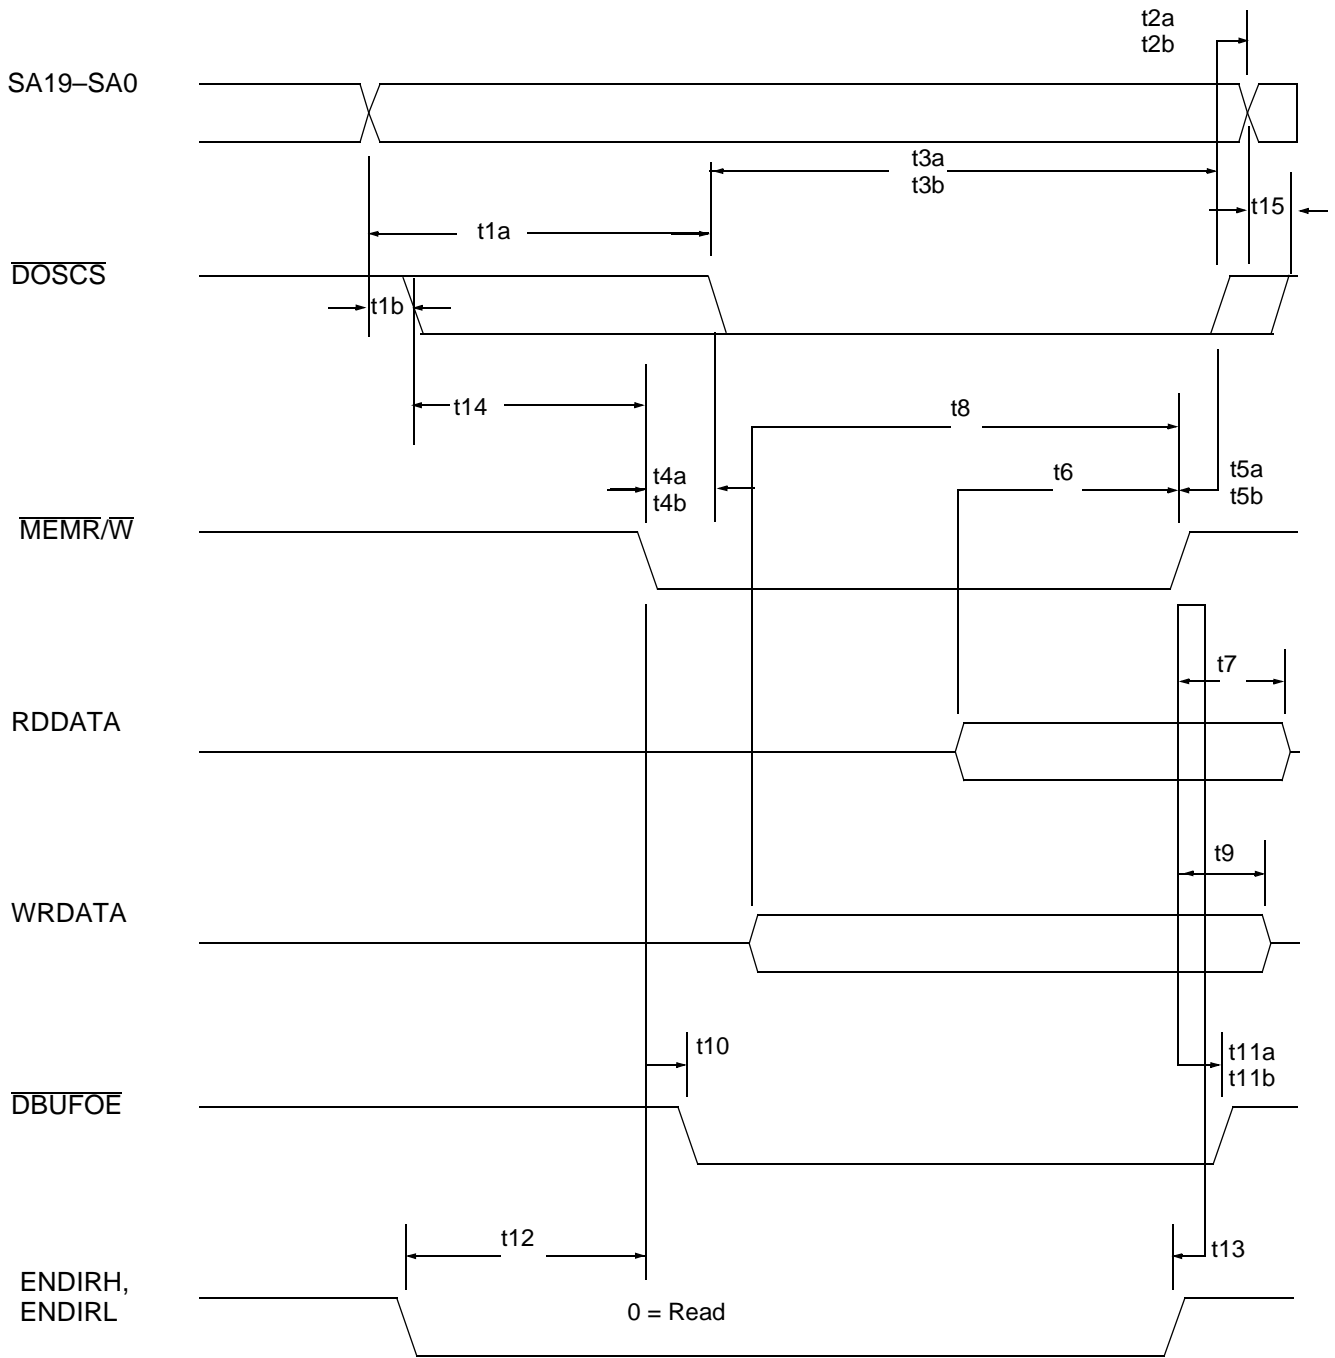 t2a
t2b
SA19–SA0
t3a
t3b
t15
t1a
DOSCS
t1b
t14
t8
t4a
t4b
t6
t5a
t5b
MEMR/W
t7
RDDATA
t9
WRDATA
t10
t11a
t11b
DBUFOE
t12
t13
ENDIRH,
ENDIRL
0 = Read